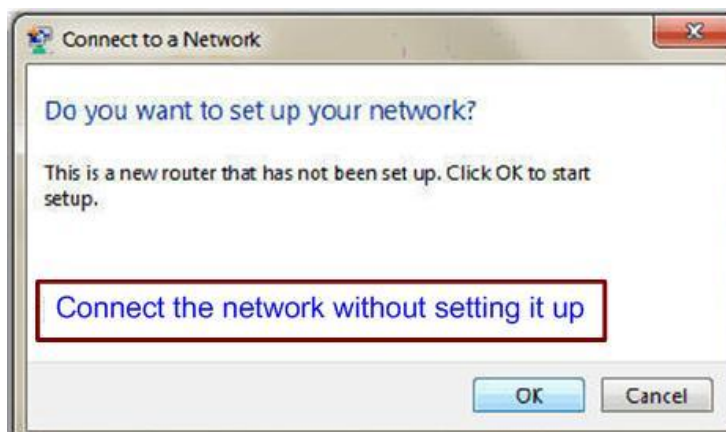 Connect to a Network
Do you want to set up your network?
This is a new router that has not been set up. Click OK to start
setup.
Connect the network without setting it up
OK
Cancel